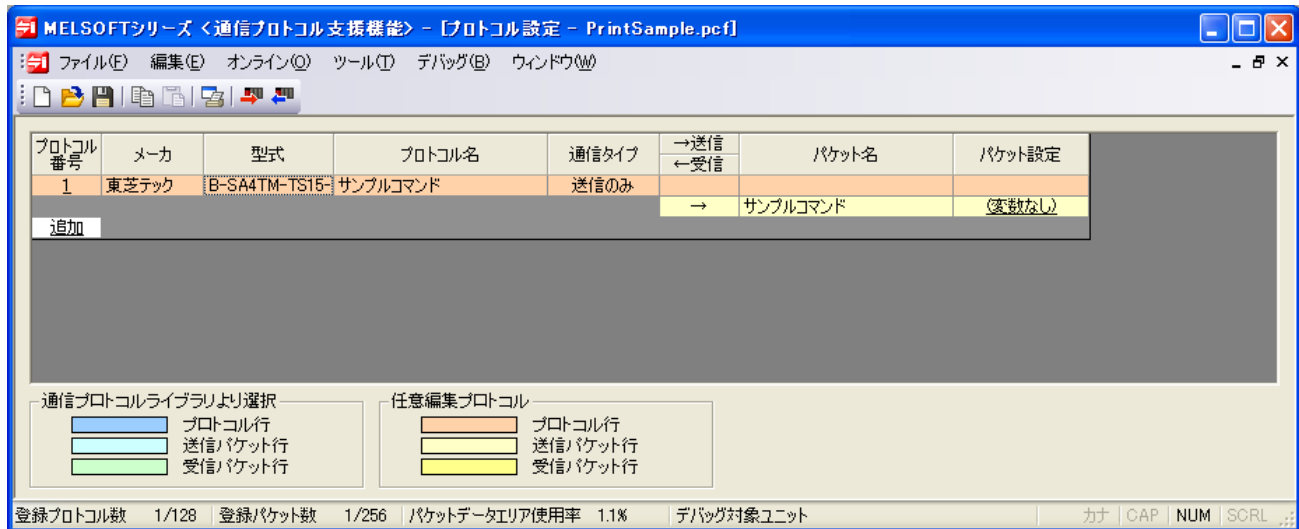 MELSOFTシリーズ <通信プロトコル支援機能> - [プロトコル設定 - PrintSample.pcf]
ファイル(F) 編集(E) オンライン(O) ツール(T) デバッグ(B) ウィンドウ(W)
プロトコル番号 メーカ 型式 プロトコル名 通信タイプ →送信 ←受信 パケット名 パケット設定
1 東芝テック B-SA4TM-TS15- サンプルコマンド 送信のみ
→ サンプルコマンド (変数なし)
追加
通信プロトコルライブラリより選択 任意編集プロトコル
プロトコル行 プロトコル行
送信パケット行 送信パケット行
受信パケット行 受信パケット行
登録プロトコル数 1/128 登録パケット数 1/256 パケットデータエリア使用率 1.1% デバッグ対象ユニット カナ CAP NUM SCRL